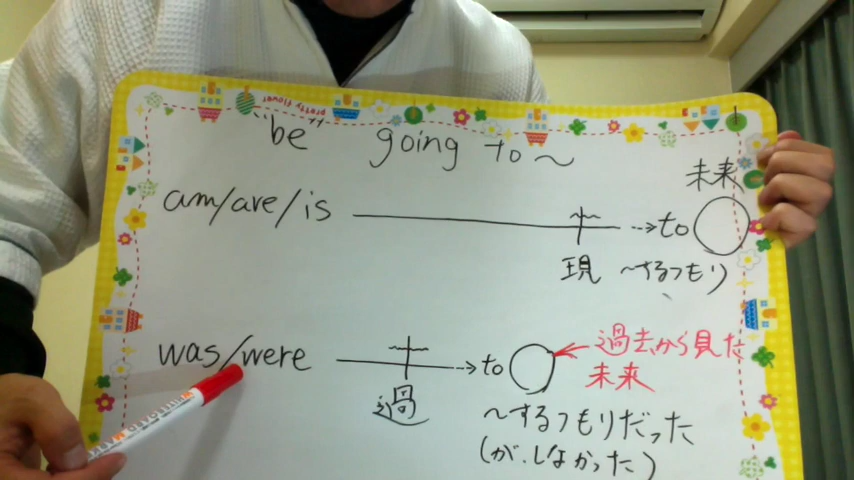 pretty flower
"be" going to ～
未来
am/are/is → to
現 ～するつもり
was/were → to ← 過去から見た
未来
過
～するつもりだった
(が、しなかった)